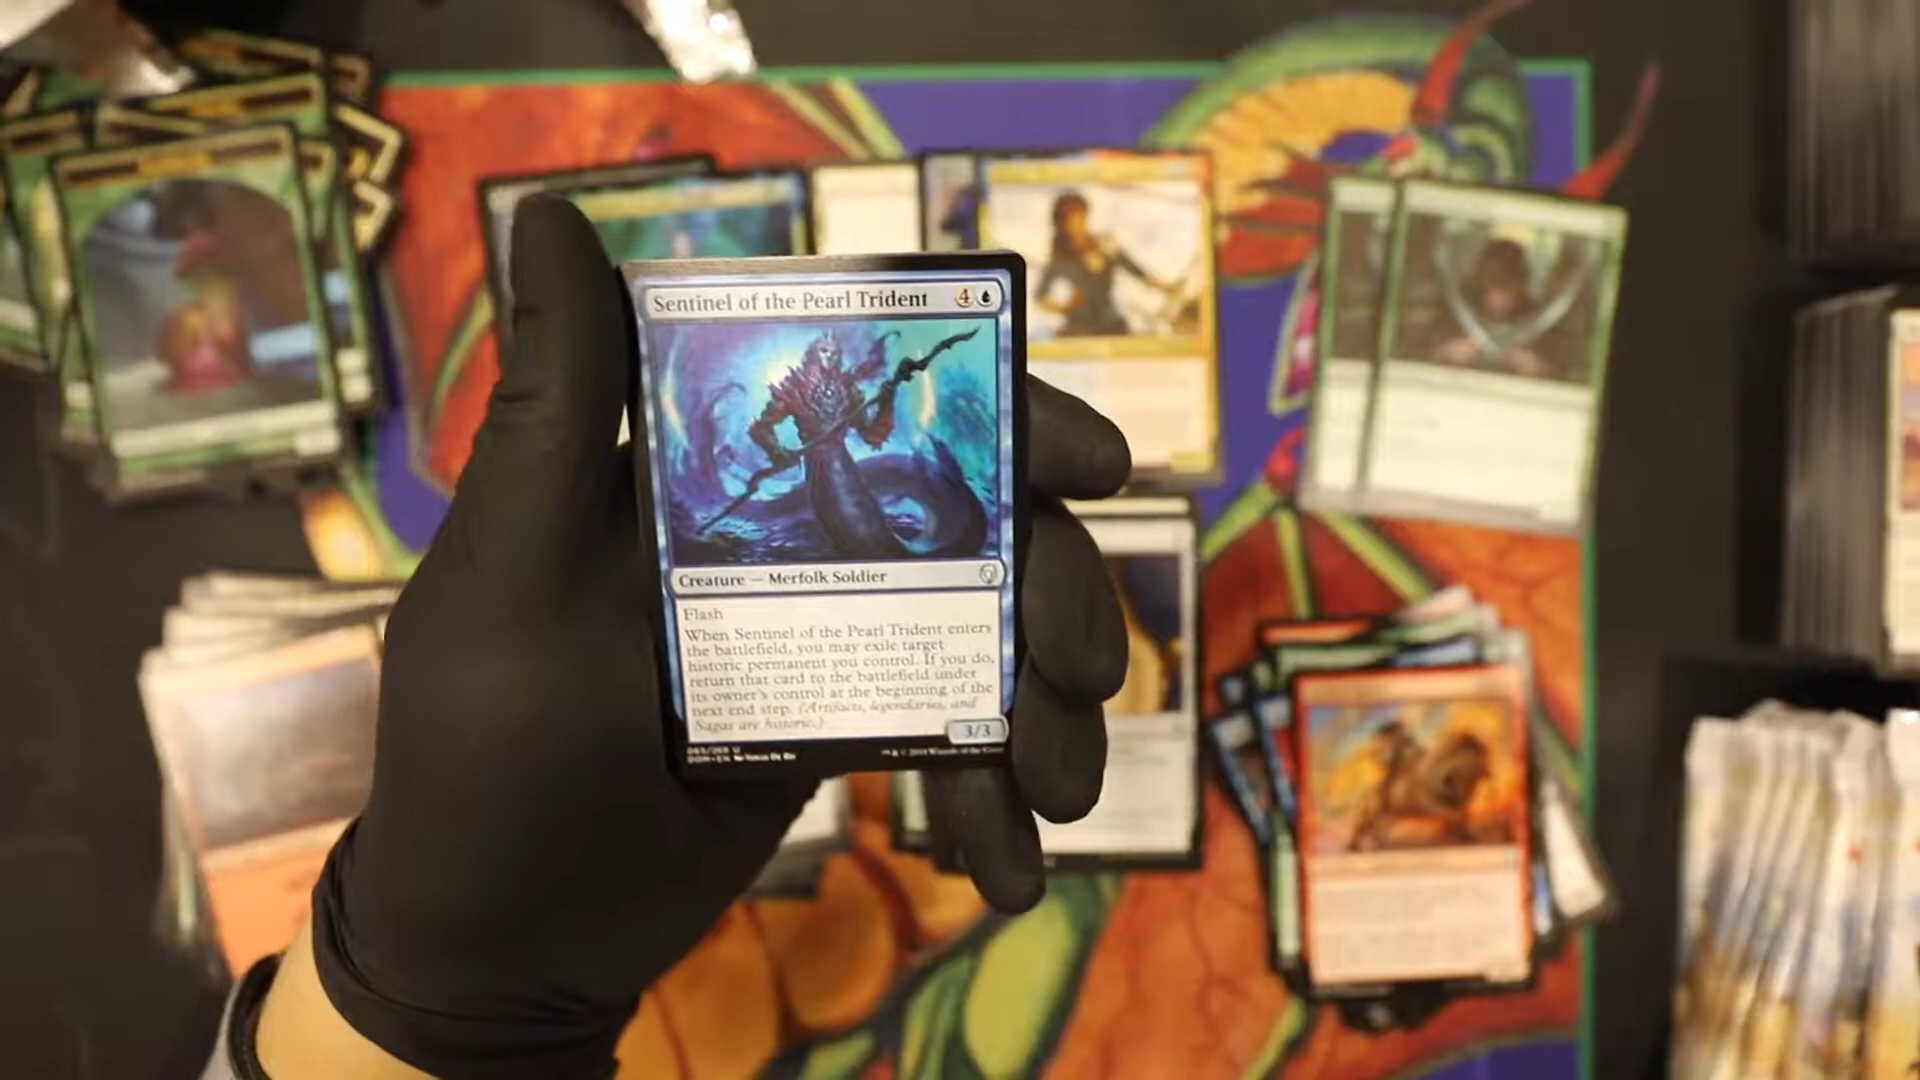 Sentinel of the Pearl Trident 4
Creature — Merfolk Soldier
Flash
When Sentinel of the Pearl Trident enters
the battlefield, you may exile target
historic permanent you control. If you do,
return that card to the battlefield under
its owner's control at the beginning of the
next end step. (Artifacts, legendaries, and
Sagas are historic.)
3/3
DOM • EN